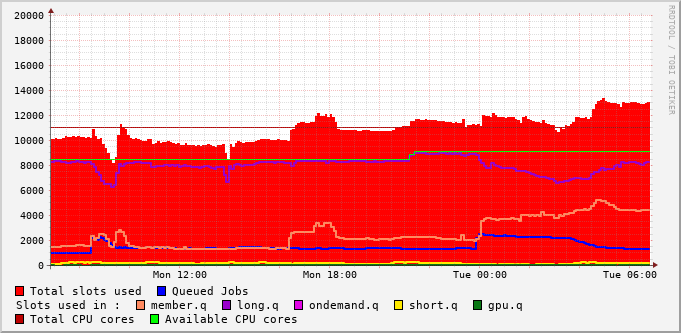 RRDTOOL / TOBI OETIKER
20000
18000
16000
14000
12000
10000
8000
6000
4000
2000
0
Mon 12:00 Mon 18:00 Tue 00:00 Tue 06:00
Total slots used Queued Jobs
Slots used in : member.q long.q ondemand.q short.q gpu.q
Total CPU cores Available CPU cores